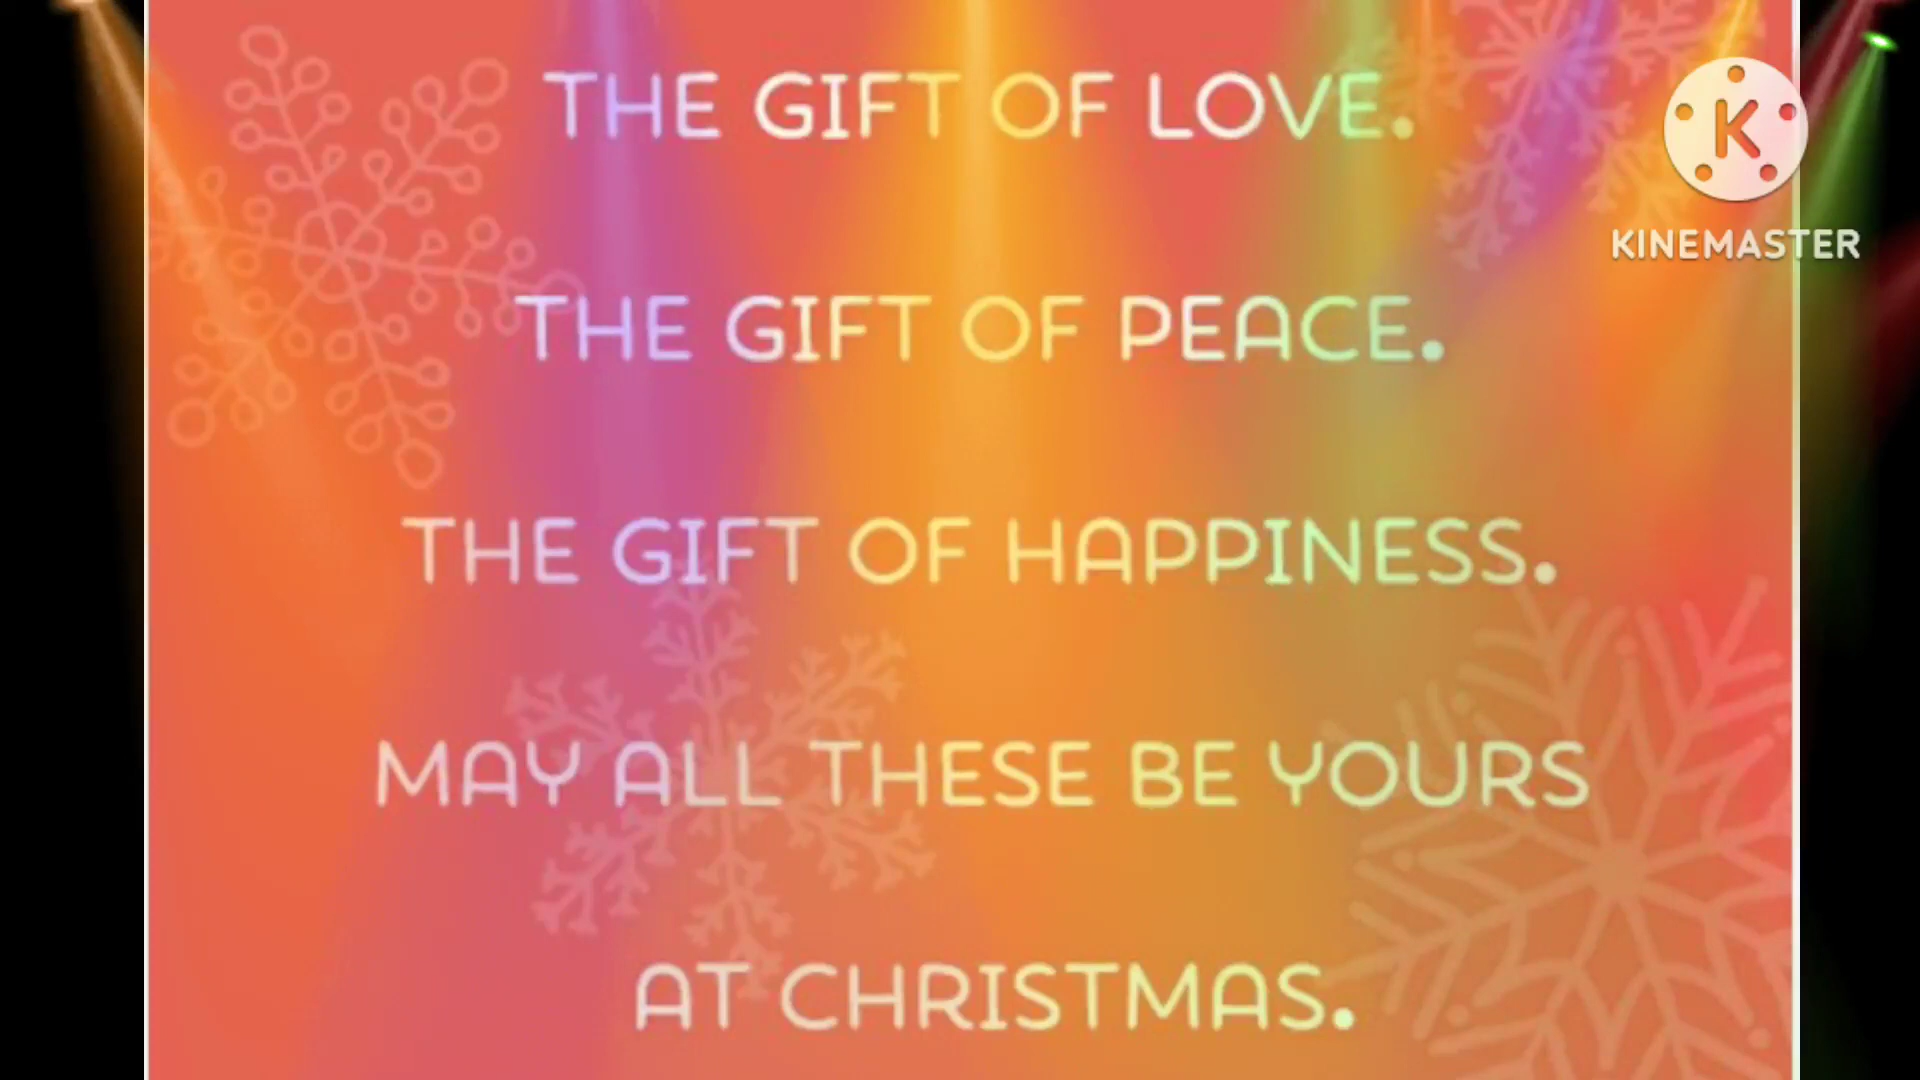 THE GIFT OF LOVE.
K
KINEMASTER
THE GIFT OF PEACE.
THE GIFT OF HAPPINESS.
MAY ALL THESE BE YOURS
AT CHRISTMAS.